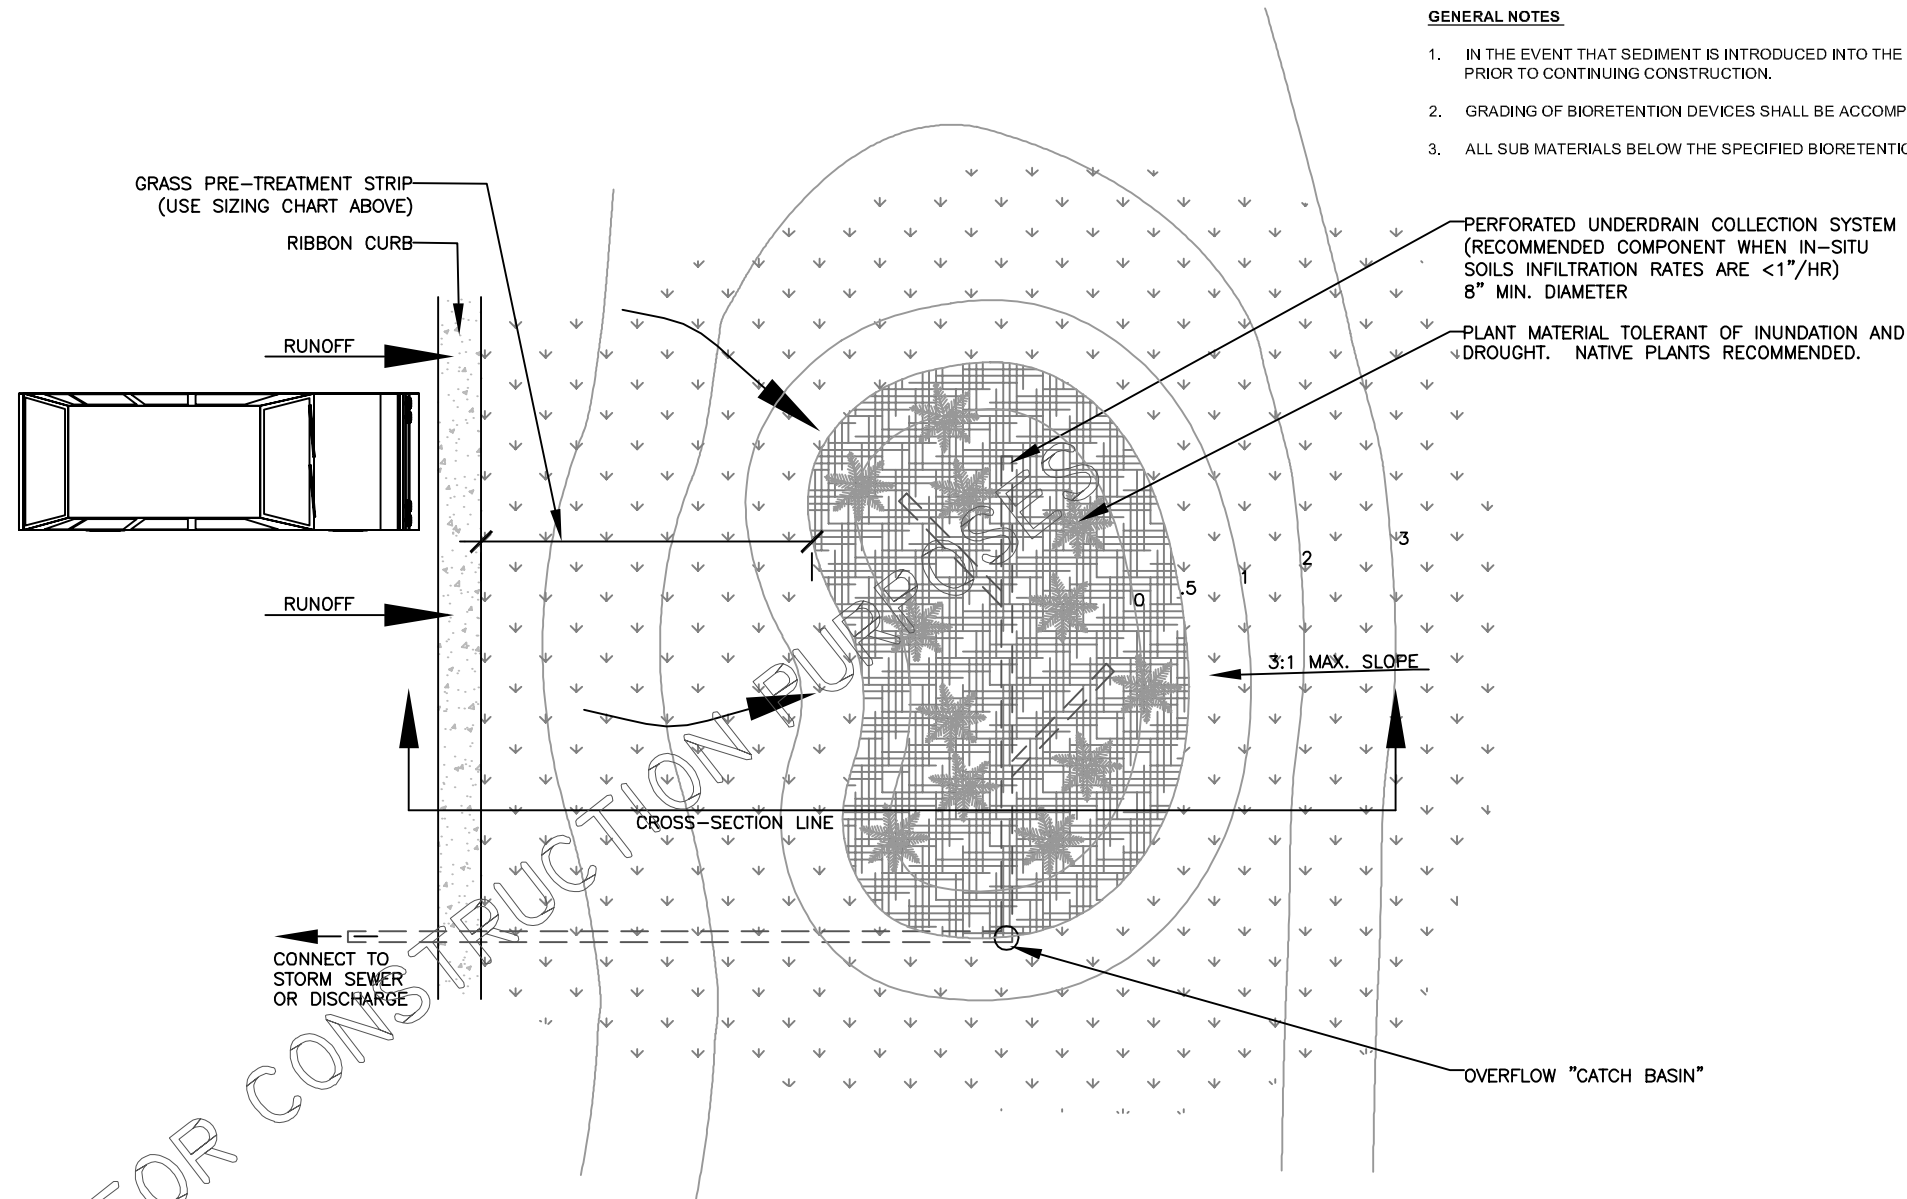 GENERAL NOTES
1. IN THE EVENT THAT SEDIMENT IS INTRODUCED INTO THE
PRIOR TO CONTINUING CONSTRUCTION.
2. GRADING OF BIORETENTION DEVICES SHALL BE ACCOMP
3. ALL SUB MATERIALS BELOW THE SPECIFIED BIORETENTIO
GRASS PRE-TREATMENT STRIP
(USE SIZING CHART ABOVE)
RIBBON CURB
RUNOFF
RUNOFF
PERFORATED UNDERDRAIN COLLECTION SYSTEM
(RECOMMENDED COMPONENT WHEN IN-SITU
SOILS INFILTRATION RATES ARE <1"/HR)
8" MIN. DIAMETER
PLANT MATERIAL TOLERANT OF INUNDATION AND
DROUGHT. NATIVE PLANTS RECOMMENDED.
0
.5
1
2
3
3:1 MAX. SLOPE
CROSS-SECTION LINE
CONNECT TO
STORM SEWER
OR DISCHARGE
OVERFLOW "CATCH BASIN"
FOR CONSTRUCTION PURPOSES